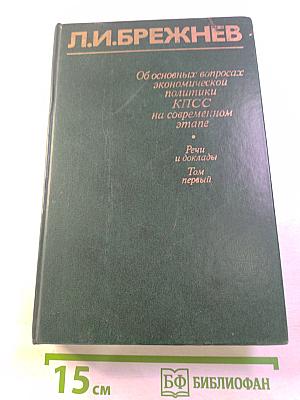 Л.И.БРЕЖНЕВ
Об основных вопросах
экономической
политики
КПСС
на современном
этапе
Речи
и доклады
Том
первый
15 см
БФ БИБЛИОФАН